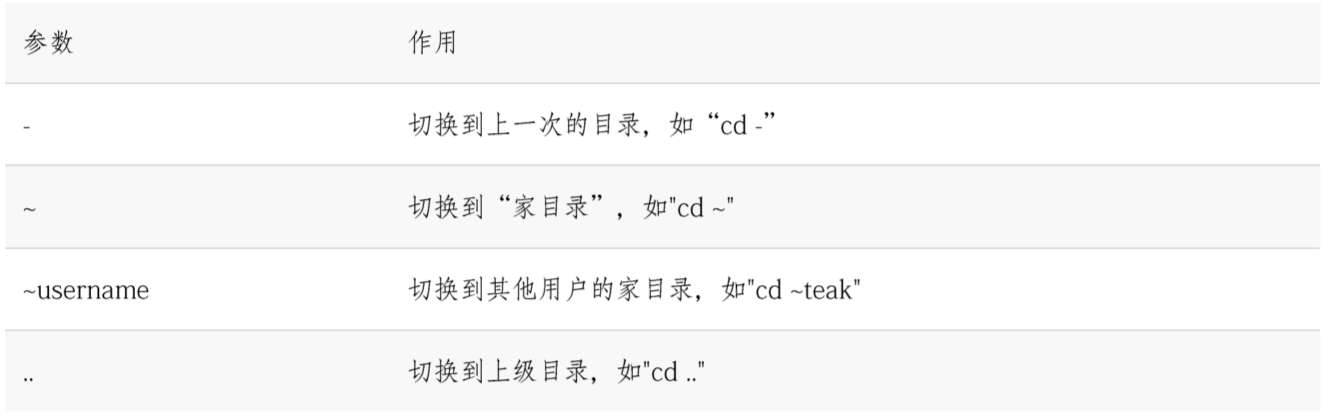 参数 作用
- 切换到上一次的目录，如“cd -”
~ 切换到“家目录”，如"cd ~"
~username 切换到其他用户的家目录，如"cd ~teak"
.. 切换到上级目录，如"cd .."